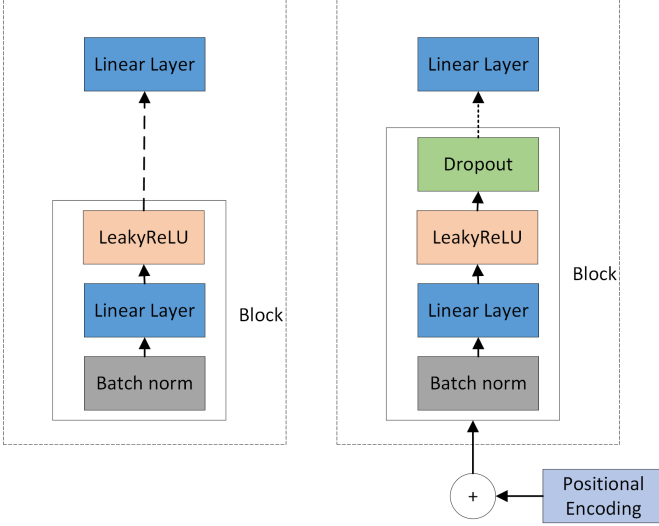 Linear Layer
LeakyReLU
Linear Layer
Batch norm
Block
Linear Layer
Dropout
LeakyReLU
Linear Layer
Batch norm
Block
+
Positional
Encoding